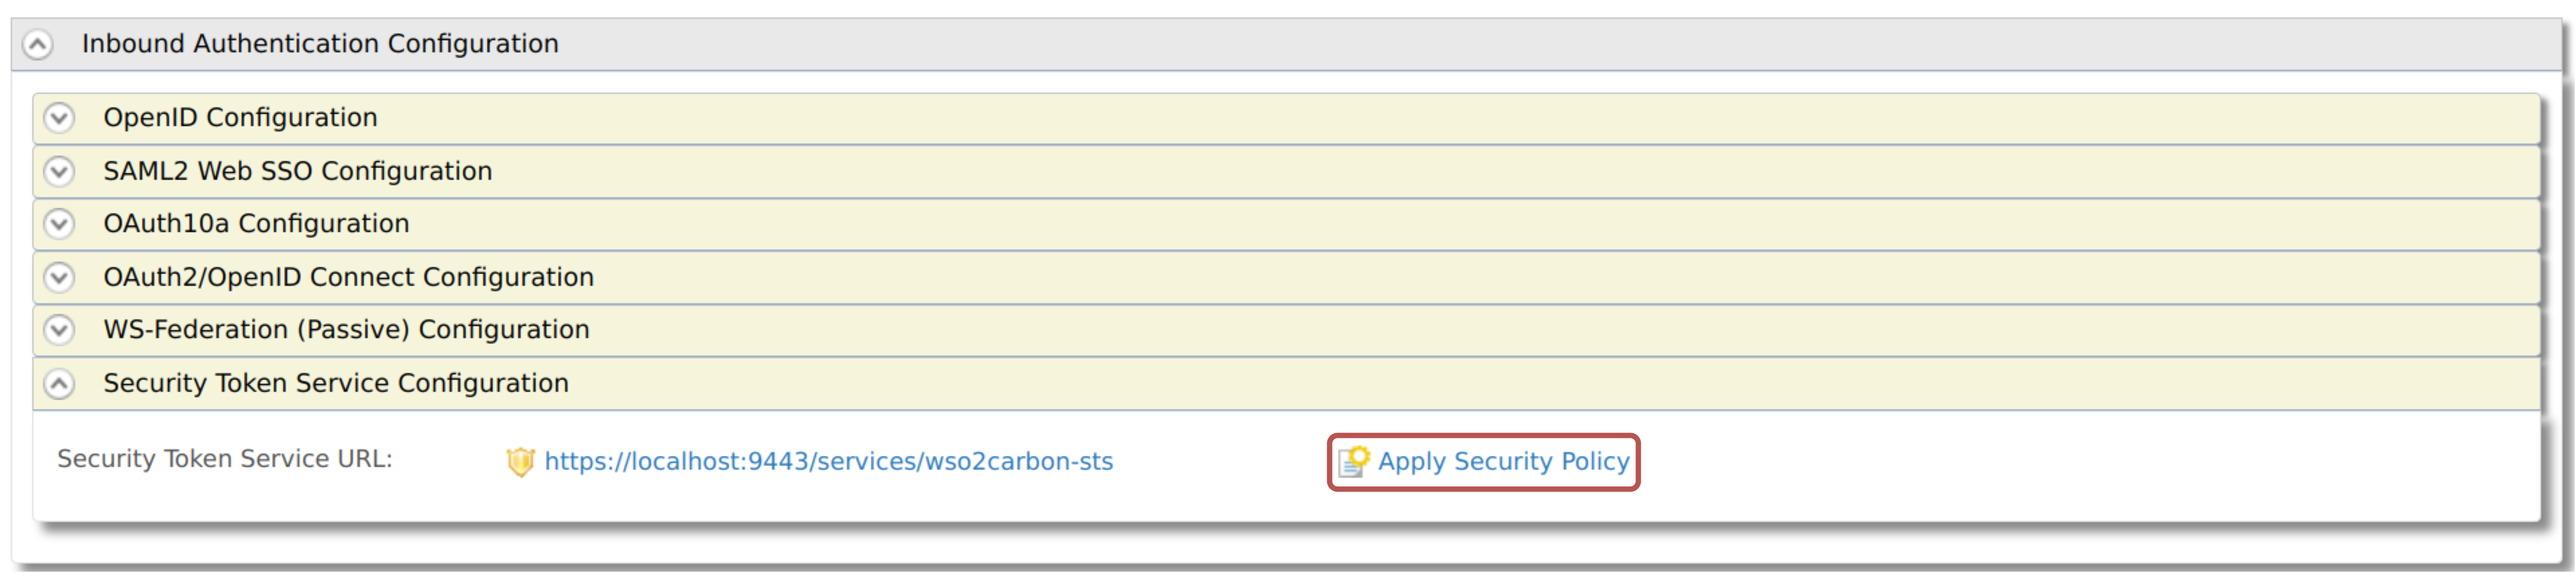 Inbound Authentication Configuration
OpenID Configuration
SAML2 Web SSO Configuration
OAuth10a Configuration
OAuth2/OpenID Connect Configuration
WS-Federation (Passive) Configuration
Security Token Service Configuration
Security Token Service URL: https://localhost:9443/services/wso2carbon-sts Apply Security Policy